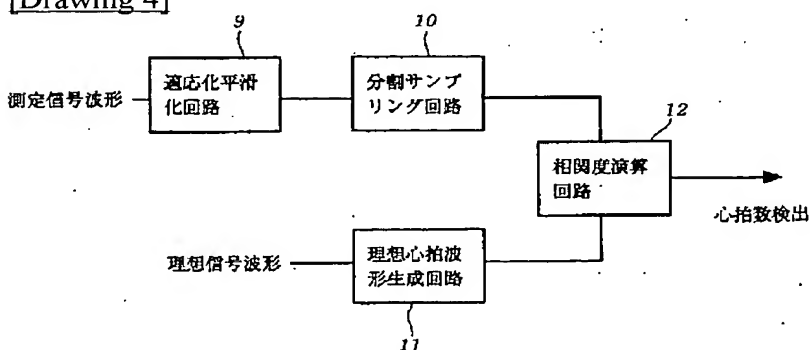 [Drawing 4]
9
10
測定信号波形
適応化平滑
化回路
分割サンプ
リング回路
12
相関度演算
回路
心拍数検出
理想信号波形
理想心拍波
形生成回路
11